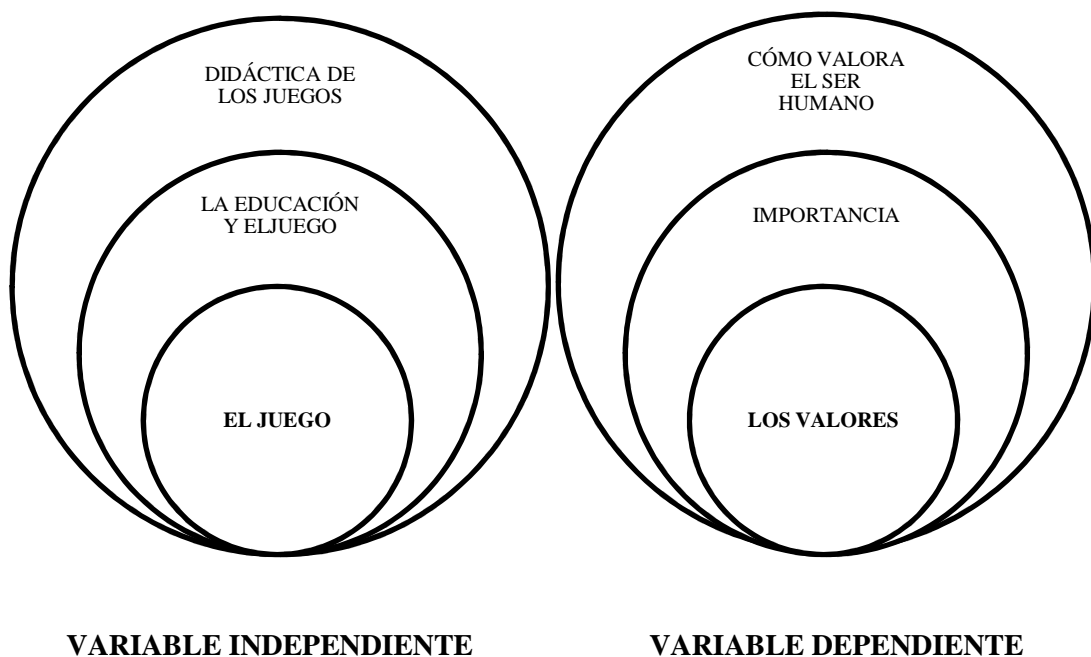 DIDÁCTICA DE
LOS JUEGOS
LA EDUCACIÓN
Y ELJUEGO
EL JUEGO
VARIABLE INDEPENDIENTE
CÓMO VALORA
EL SER
HUMANO
IMPORTANCIA
LOS VALORES
VARIABLE DEPENDIENTE